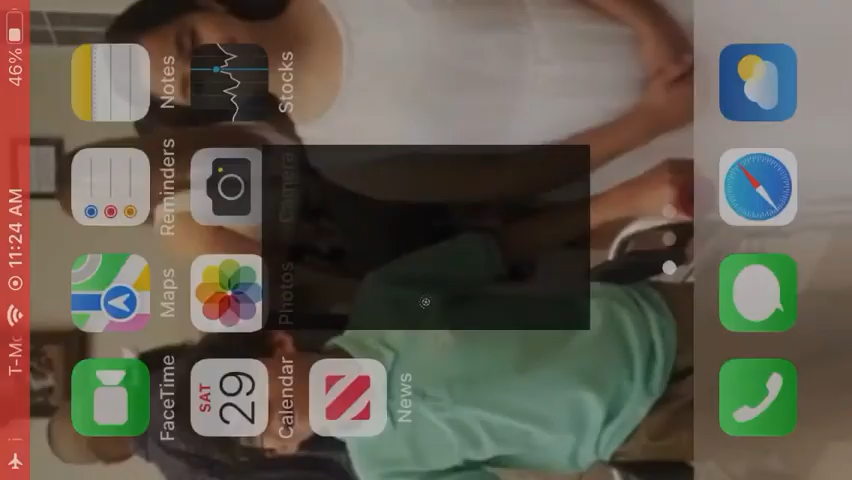 T-Mo
11:24 AM
46%
FaceTime
Maps
Reminders
Notes
SAT
29
Calendar
Photos
Camera
Stocks
News